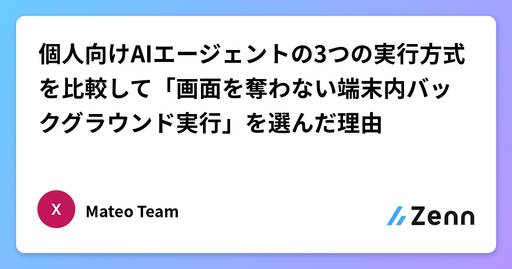 個人向けAIエージェントの3つの実行方式
を比較して「画面を奪わない端末内バッ
クグラウンド実行」を選んだ理由
X
Mateo Team
Zenn